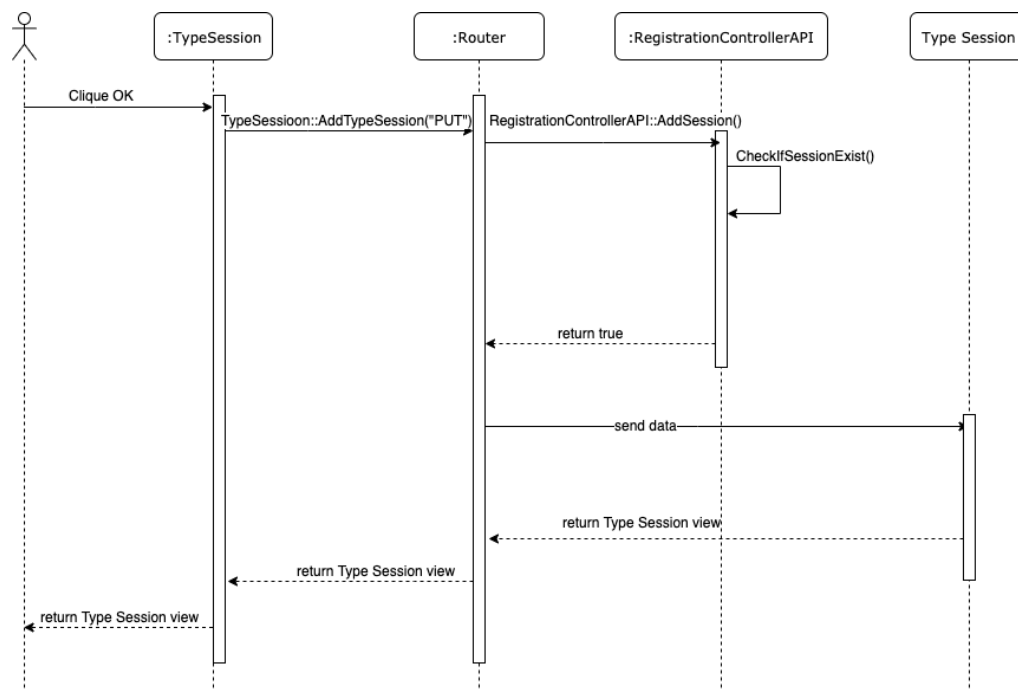 :TypeSession
:Router
:RegistrationControllerAPI
Type Session
Clique OK
TypeSessioon::AddTypeSession("PUT")
RegistrationControllerAPI::AddSession()
CheckIfSessionExist()
return true
send data
return Type Session view
return Type Session view
return Type Session view